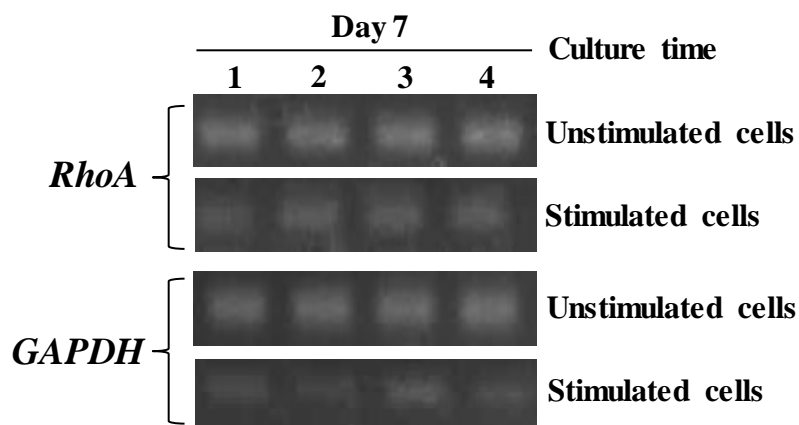 Day 7
Culture time
1 2 3 4
RhoA
Unstimulated cells
Stimulated cells
GAPDH
Unstimulated cells
Stimulated cells